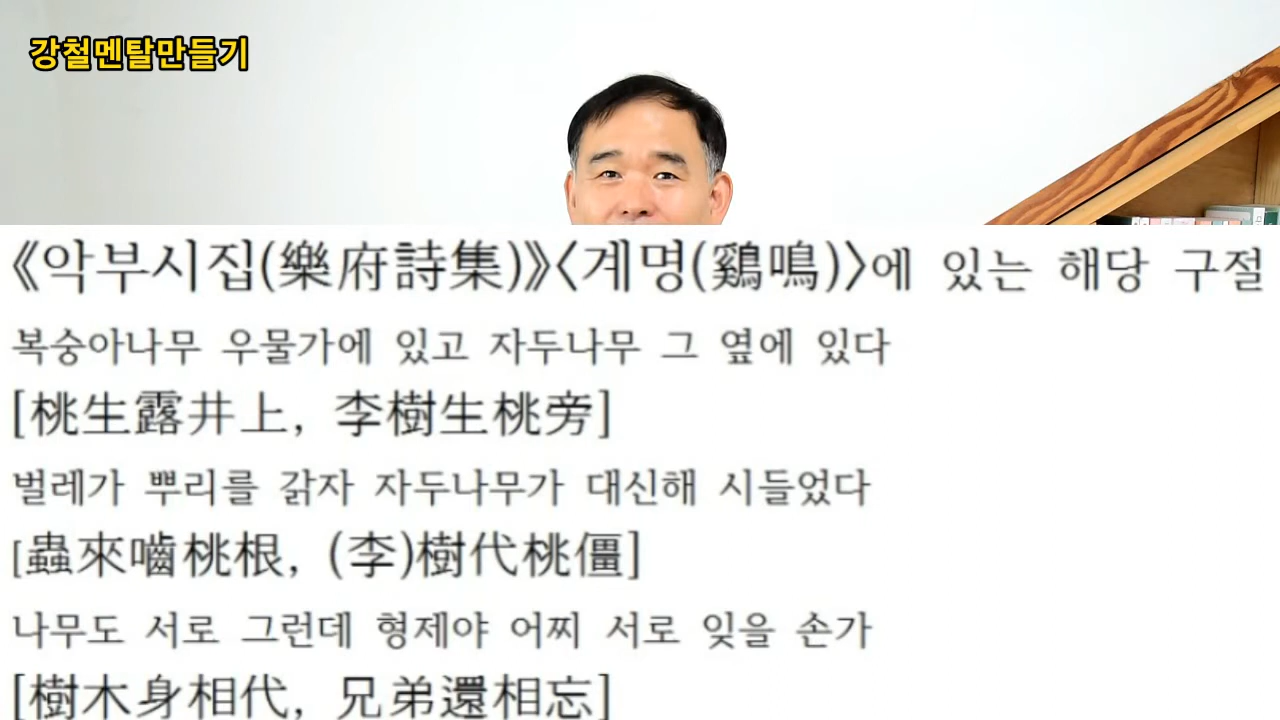 강철멘탈만들기
《악부시집(樂府詩集)》〈계명(鷄鳴)〉에 있는 해당 구절
복숭아나무 우물가에 있고 자두나무 그 옆에 있다
[桃生露井上, 李樹生桃旁]
벌레가 뿌리를 갉자 자두나무가 대신해 시들었다
[蟲來嚙桃根, (李)樹代桃僵]
나무도 서로 그런데 형제야 어찌 서로 잊을 손가
[樹木身相代, 兄弟還相忘]